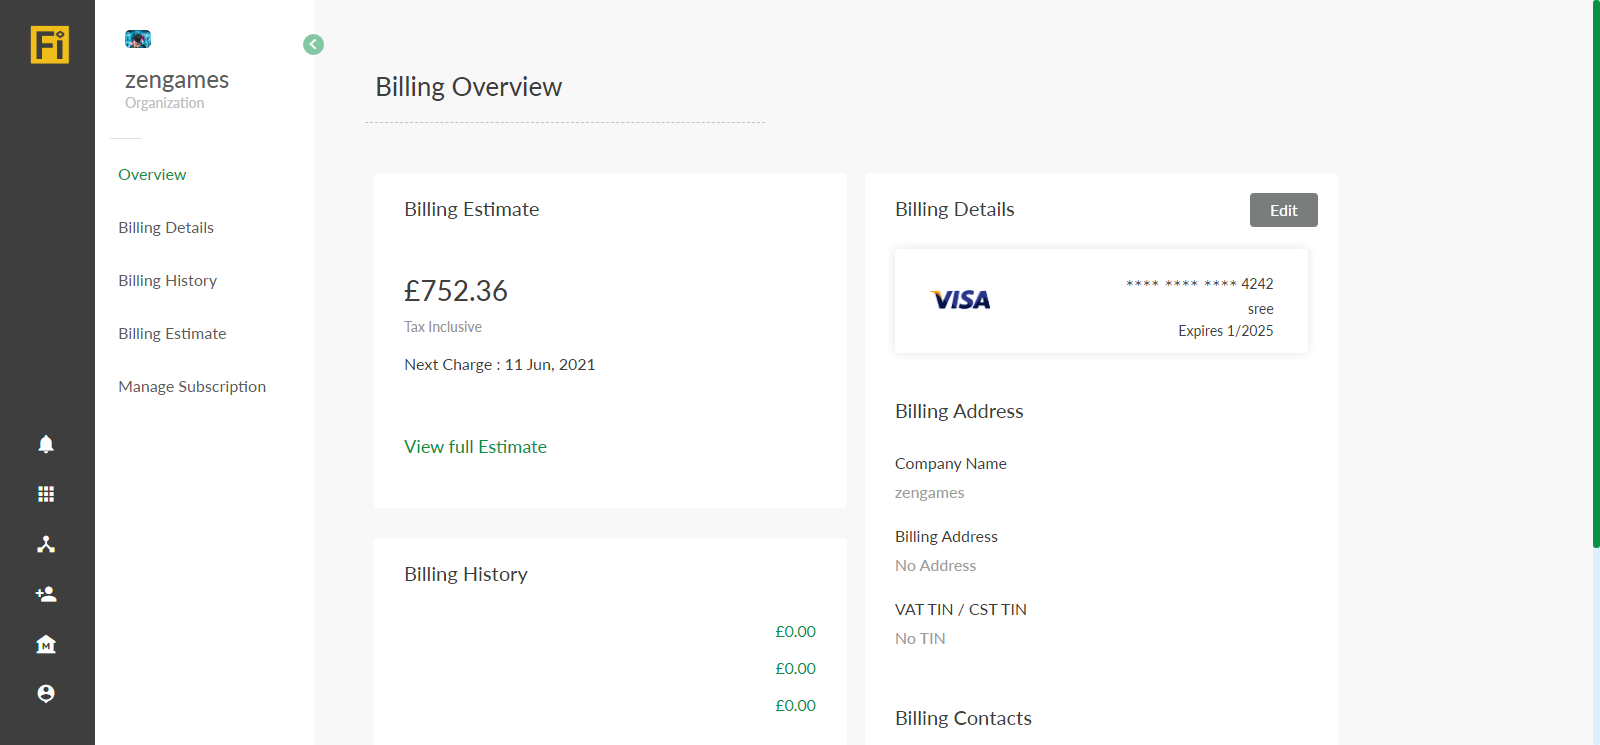 Fi
zengames
Organization
Overview
Billing Details
Billing History
Billing Estimate
Manage Subscription
Billing Overview
Billing Estimate
£752.36
Tax Inclusive
Next Charge : 11 Jun, 2021
View full Estimate
Billing History
£0.00
£0.00
£0.00
Billing Details
Edit
VISA
**** **** **** 4242
sree
Expires 1/2025
Billing Address
Company Name
zengames
Billing Address
No Address
VAT TIN / CST TIN
No TIN
Billing Contacts
M